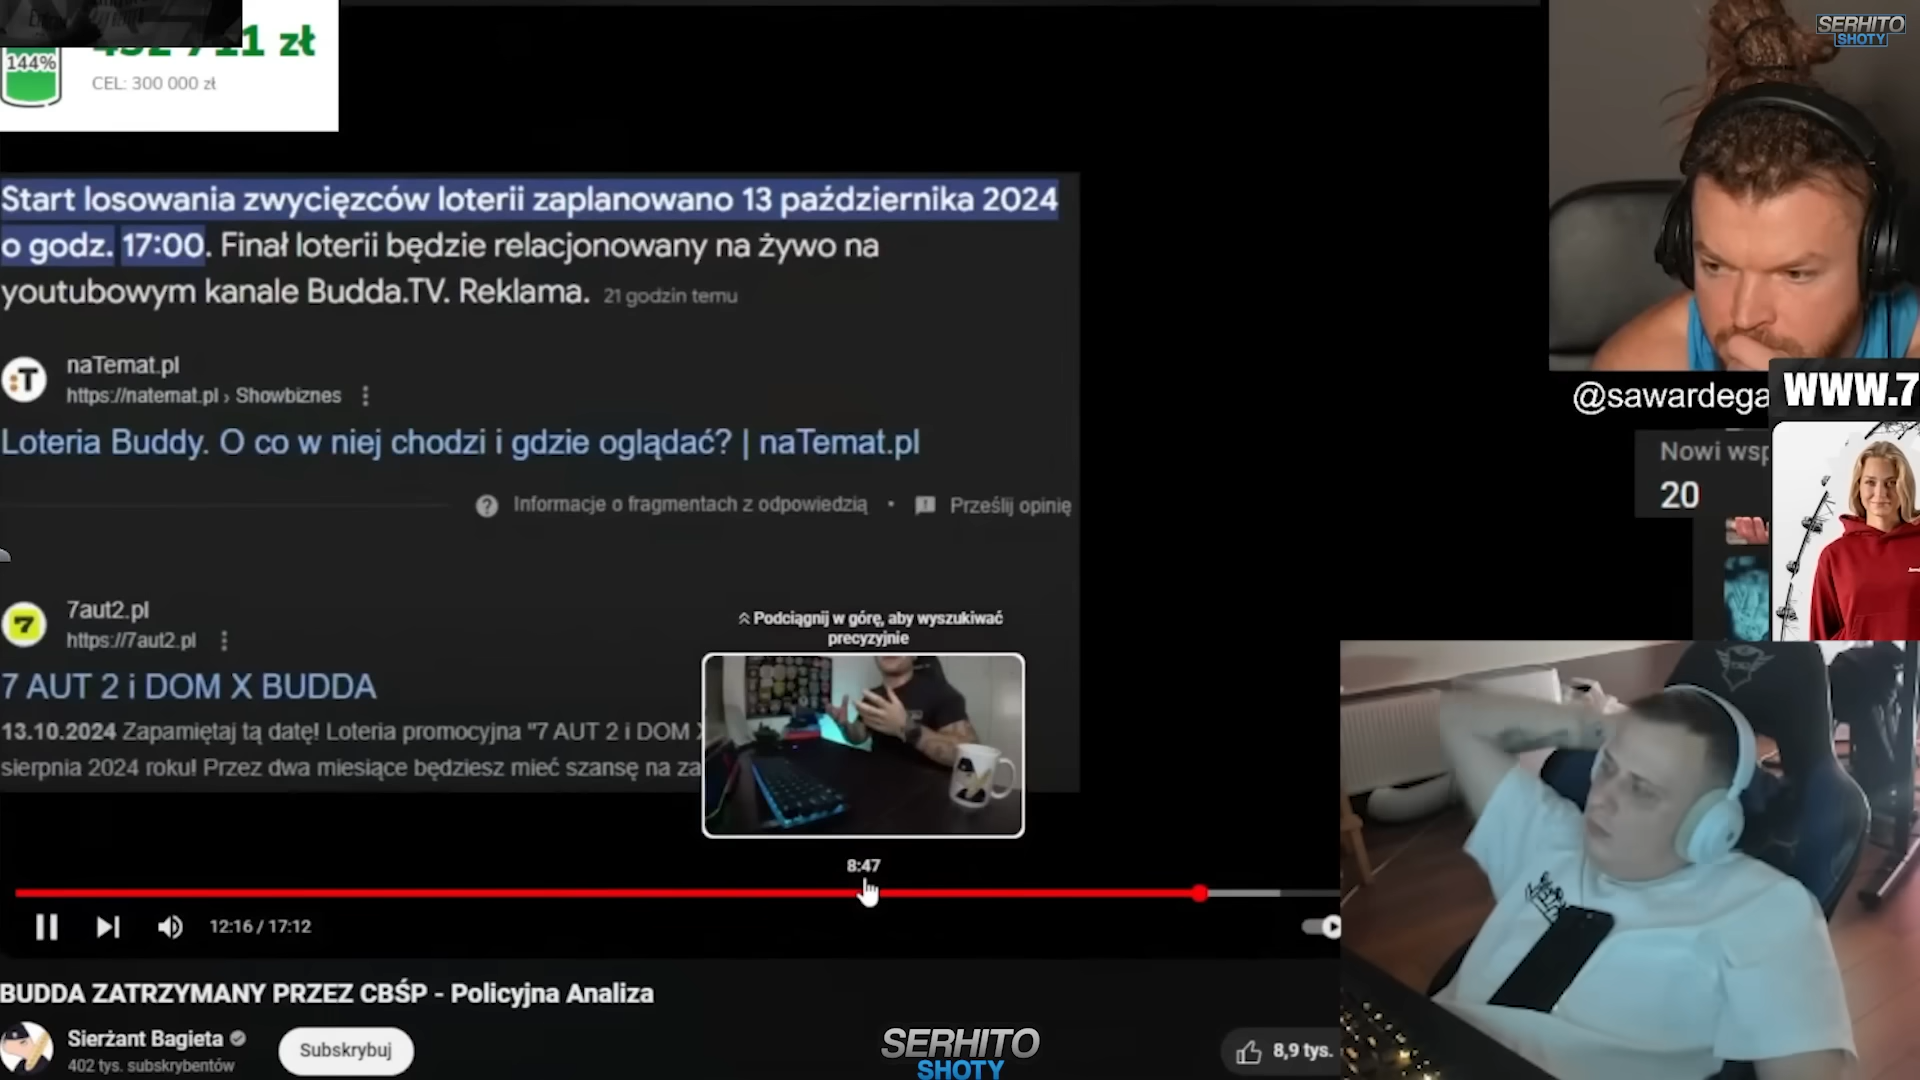 144%
CEL: 300 000 zł
Start losowania zwycięzców loterii zaplanowano 13 października 2024
o godz. 17:00. Finał loterii będzie relacjonowany na żywo na
youtubowym kanale Budda.TV. Reklama. 21 godzin temu
naTemat.pl
https://natemat.pl › Showbiznes
Loteria Buddy. O co w niej chodzi i gdzie oglądać? | naTemat.pl
Informacje o fragmentach z odpowiedzią • Prześlij opinię
7
7aut2.pl
https://7aut2.pl
7 AUT 2 i DOM X BUDDA
13.10.2024 Zapamiętaj tą datę! Loteria promocyjna "7 AUT 2 i DOM
sierpnia 2024 roku! Przez dwa miesiące będziesz mieć szansę na za
Podciągnij w górę, aby wyszukiwać
precyzyjnie
8:47
12:16 / 17:12
BUDDA ZATRZYMANY PRZEZ CBŚP - Policyjna Analiza
Sierżant Bagieta
402 tys. subskrybentów
Subskrybuj
8,9 tys.
SERHITO
SHOTY
SERHITO
SHOTY
@sawardega
WWW.7
Nowi wsp
20